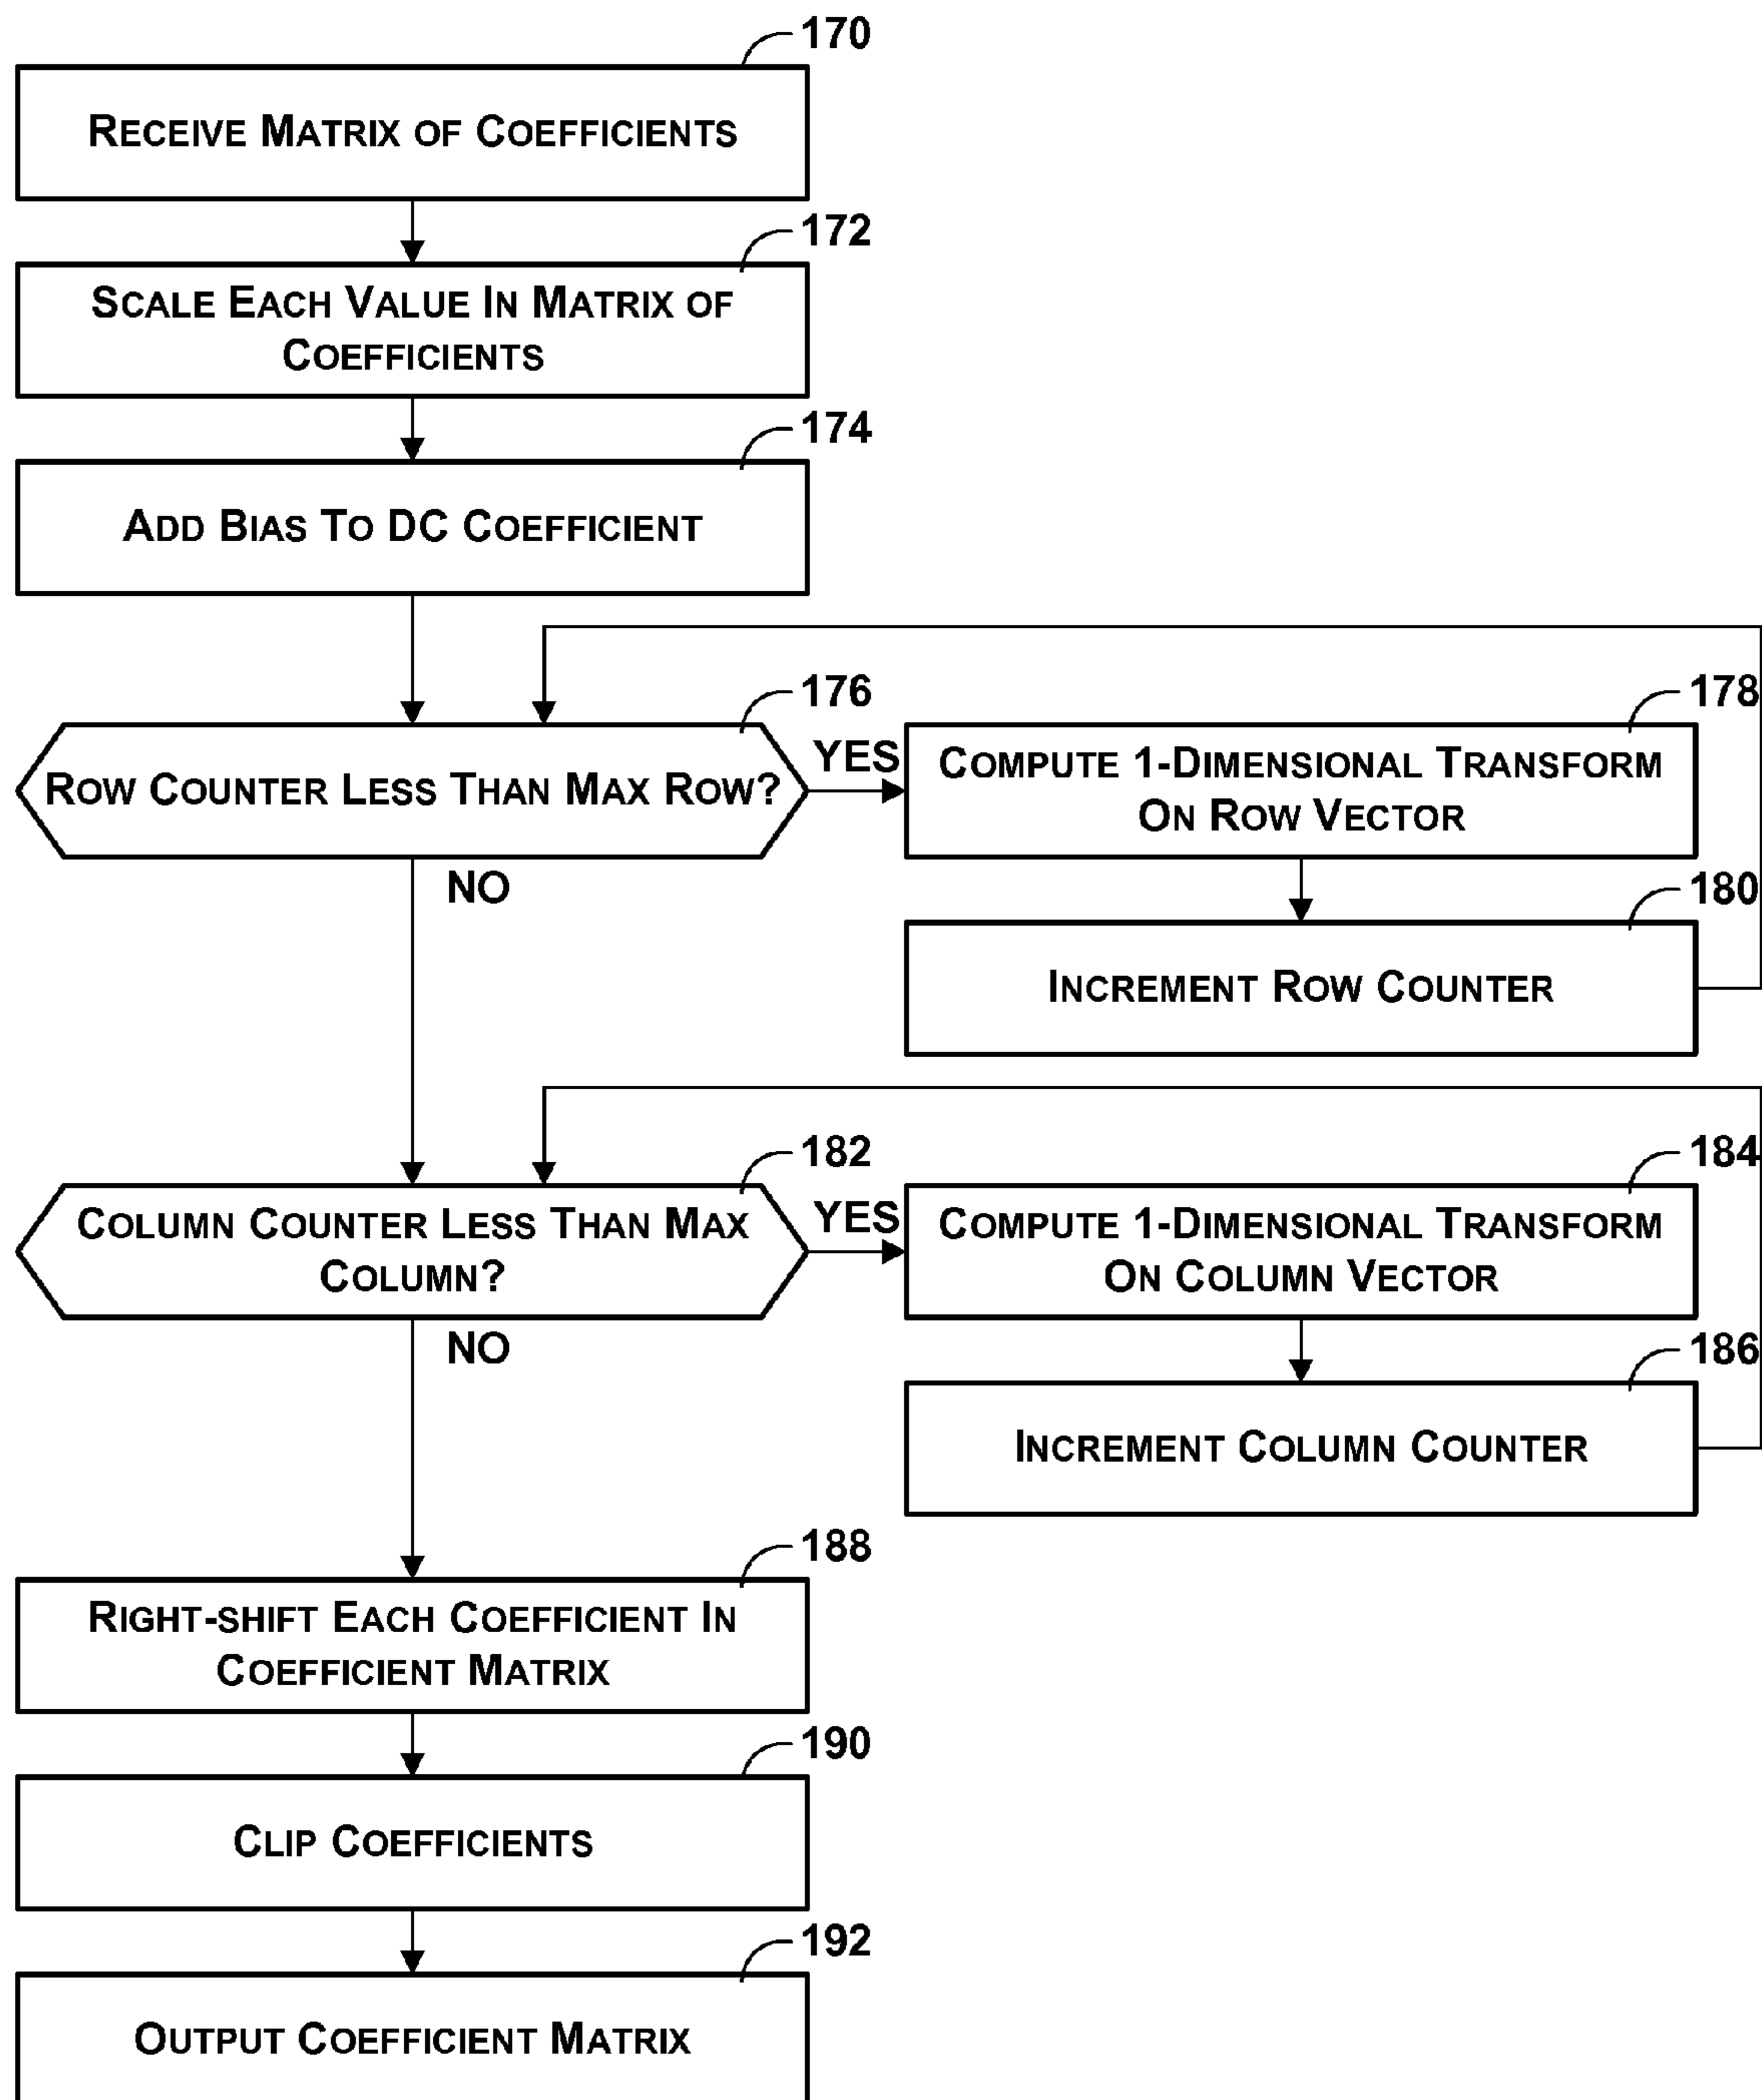 170
RECEIVE MATRIX OF COEFFICIENTS
172
SCALE EACH VALUE IN MATRIX OF
COEFFICIENTS
174
ADD BIAS TO DC COEFFICIENT
176
ROW COUNTER LESS THAN MAX ROW?
YES
178
COMPUTE 1-DIMENSIONAL TRANSFORM
ON ROW VECTOR
NO
180
INCREMENT ROW COUNTER
182
COLUMN COUNTER LESS THAN MAX
COLUMN?
YES
184
COMPUTE 1-DIMENSIONAL TRANSFORM
ON COLUMN VECTOR
NO
186
INCREMENT COLUMN COUNTER
188
RIGHT-SHIFT EACH COEFFICIENT IN
COEFFICIENT MATRIX
190
CLIP COEFFICIENTS
192
OUTPUT COEFFICIENT MATRIX